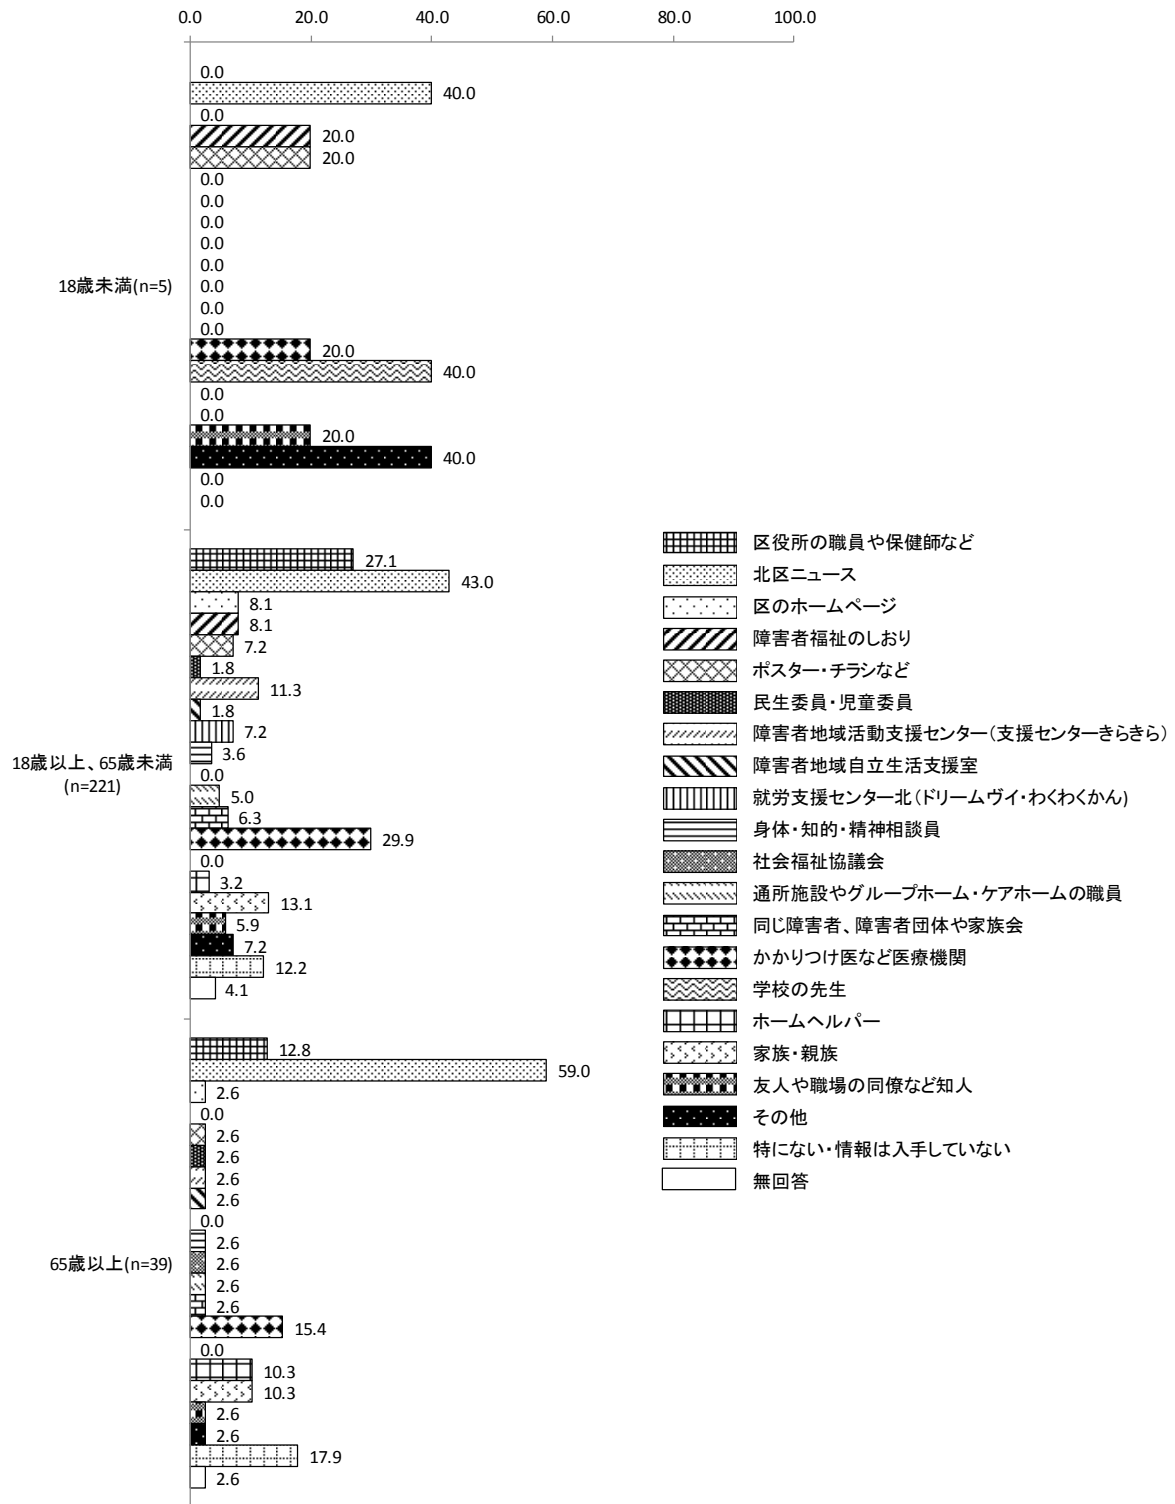 0.0 20.0 40.0 60.0 80.0 100.0
18歳未満(n=5)
0.0
40.0
0.0
20.0
20.0
0.0
0.0
0.0
0.0
0.0
0.0
0.0
0.0
20.0
40.0
0.0
0.0
20.0
40.0
0.0
0.0
18歳以上、65歳未満
(n=221)
27.1
43.0
8.1
8.1
7.2
1.8
11.3
1.8
7.2
3.6
0.0
5.0
6.3
29.9
0.0
3.2
13.1
5.9
7.2
12.2
4.1
65歳以上(n=39)
12.8
59.0
2.6
0.0
2.6
2.6
2.6
2.6
0.0
2.6
2.6
2.6
2.6
15.4
0.0
10.3
10.3
2.6
2.6
17.9
2.6
区役所の職員や保健師など
北区ニュース
区のホームページ
障害者福祉のしおり
ポスター・チラシなど
民生委員・児童委員
障害者地域活動支援センター(支援センターきらきら)
障害者地域自立生活支援室
就労支援センター北(ドリームヴイ・わくわくかん)
身体・知的・精神相談員
社会福祉協議会
通所施設やグループホーム・ケアホームの職員
同じ障害者、障害者団体や家族会
かかりつけ医など医療機関
学校の先生
ホームヘルパー
家族・親族
友人や職場の同僚など知人
その他
特にない・情報は入手していない
無回答